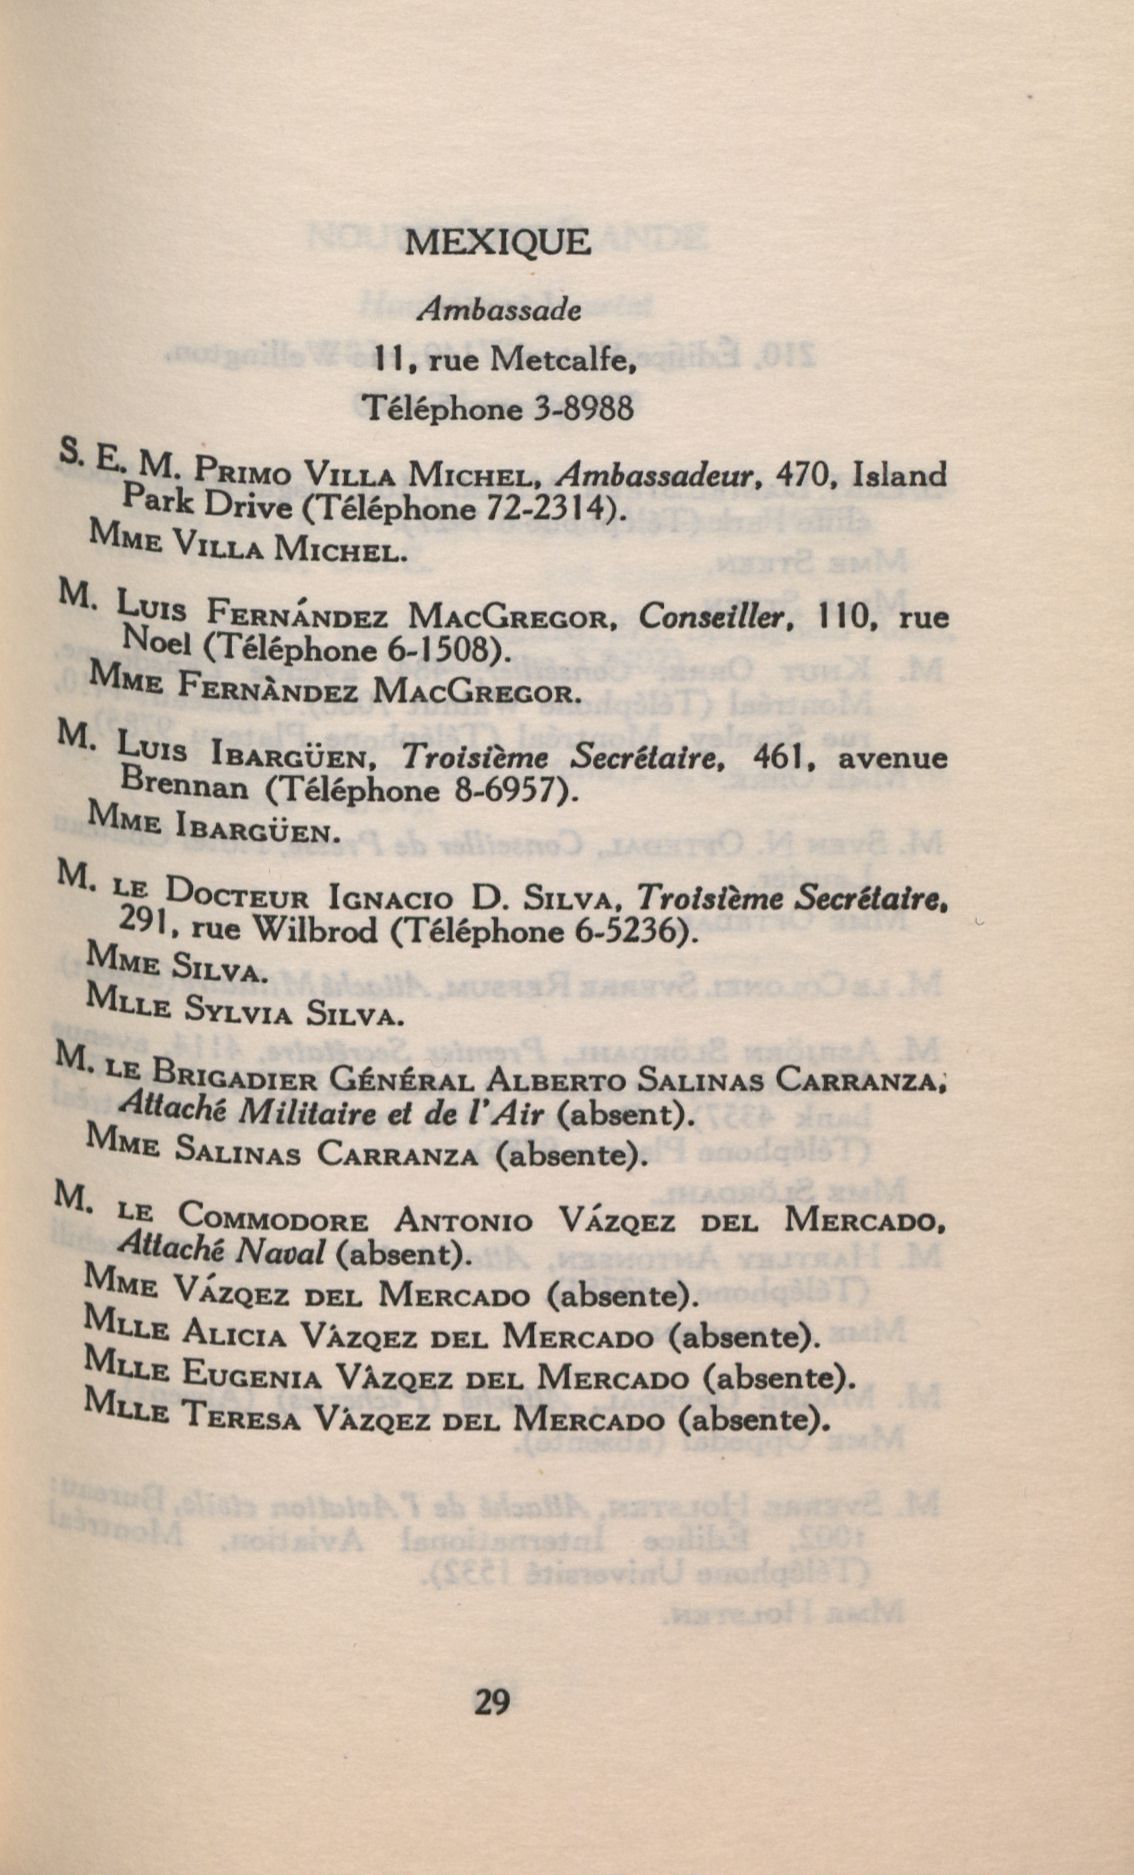 MEXIQUE
Ambassade
11, rue Metcalfe,
Téléphone 3-8988
S. E. M. PRIMO VILLA MICHEL, Ambassadeur, 470, Island
Park Drive (Téléphone 72-2314).
MME VILLA MICHEL.
M. LUIS FERNÁNDEZ MACGREGOR, Conseiller, 110, rue
Noel (Téléphone 6-1508).
MME FERNÀNDEZ MACGREGOR.
M. LUIS IBARGÜEN, Troisième Secrétaire, 461, avenue
Brennan (Téléphone 8-6957).
MME IBARGÜEN.
M. LE DOCTEUR IGNACIO D. SILVA, Troisième Secrétaire,
291, rue Wilbrod (Téléphone 6-5236).
MME SILVA.
MLLE SYLVIA SILVA.
M. LE BRIGADIER GÉNÉRAL ALBERTO SALINAS CARRANZA,
Attaché Militaire et de l'Air (absent).
MME SALINAS CARRANZA (absente).
M. LE COMMODORE ANTONIO VÁZQEZ DEL MERCADO,
Attaché Naval (absent).
MME VÁZQEZ DEL MERCADO (absente).
MLLE ALICIA VÀZQEZ DEL MERCADO (absente).
MLLE EUGENIA VÀZQEZ DEL MERCADO (absente).
MLLE TERESA VÀZQEZ DEL MERCADO (absente).
29